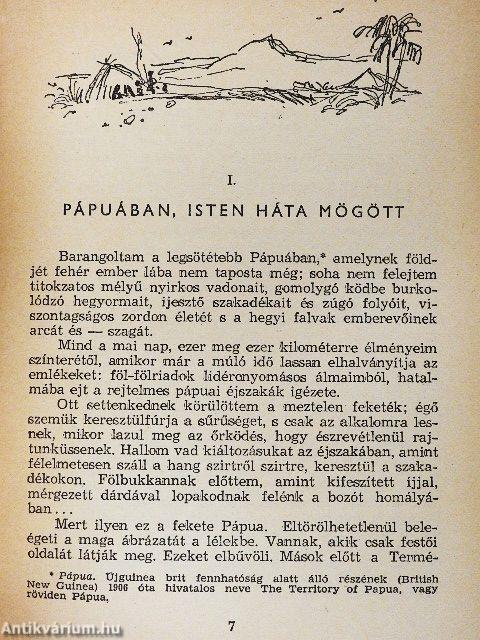 I.
PÁPUÁBAN, ISTEN HÁTA MÖGÖTT
Barangoltam a legsötétebb Pápuában,* amelynek föld-
jét fehér ember lába nem taposta még; soha nem felejtem
titokzatos mélyű nyirkos vadonait, gomolygó ködbe burko-
lódzó hegyormait, ijesztő szakadékait és zúgó folyóit, vi-
szontagságos zordon életét s a hegyi falvak emberevőinek
arcát és — szagát.
Mind a mai nap, ezer meg ezer kilométerre élményeim
színterétől, amikor már a múló idő lassan elhalványítja az
emlékeket: föl-fölriadok lidércnyomásos álmaimból, hatal-
mába ejt a rejtelmes pápuai éjszakák igézete.
Ott settenkednek körülöttem a meztelen feketék; égő
szemük keresztülfúrja a sűrűséget, s csak az alkalomra les-
nek, mikor lazul meg az őrködés, hogy észrevétlenül raj-
tunküssenek. Hallom vad kiáltozásukat az éjszakában, amint
félelmetesen száll a hang szirtről szirtre, keresztül a szaka-
dékokon. Fölbukkannak előttem, amint kifeszített íjjal,
mérgezett dárdával lopakodnak felénk a bozót homályá-
ban...
Mert ilyen ez a fekete Pápua. Eltörölhetetlenül bele-
égeti a maga ábrázatát a lélekbe. Vannak, akik csak festői
oldalát látják meg. Ezeket elbűvöli. Mások előtt a Termé-
* Pápua. Újguinea brit fennhatóság alatt álló részének (British
New Guinea) 1906 óta hivatalos neve The Territory of Papua, vagy
röviden Pápua.
7
Antikvárium.hu